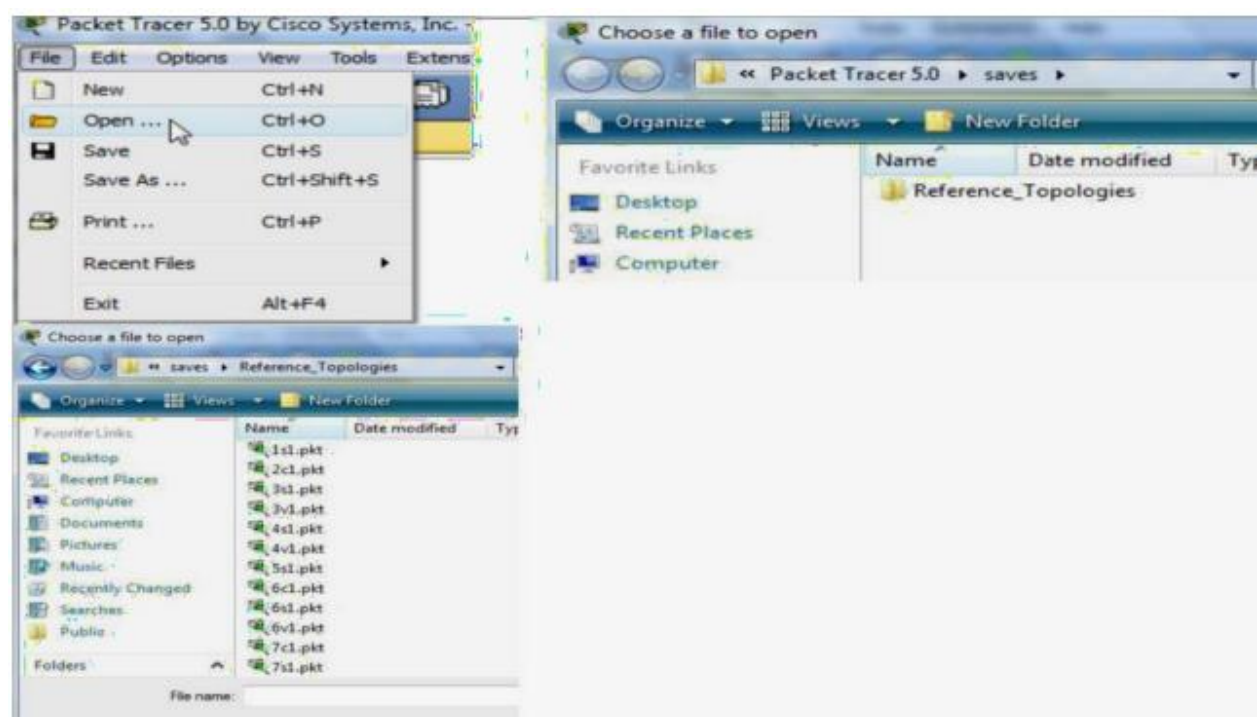 Packet Tracer 5.0 by Cisco Systems, Inc. -
File Edit Options View Tools Extens
New Ctrl+N
Open ... Ctrl+O
Save Ctrl+S
Save As ... Ctrl+Shift+S
Print ... Ctrl+P
Recent Files
Exit Alt+F4
Choose a file to open
« Packet Tracer 5.0 ▸ saves ▸
Organize Views New Folder
Favorite Links Name Date modified Typ
Desktop Reference_Topologies
Recent Places
Computer
Choose a file to open
« saves ▸ Reference_Topologies
Organize Views New Folder
Favorite Links Name Date modified Typ
Desktop 1s1.pkt
Recent Places 2c1.pkt
Computer 3s1.pkt
Documents 3v1.pkt
Pictures 4s1.pkt
Music 4v1.pkt
Recently Changed 5s1.pkt
Searches 6c1.pkt
Public 6s1.pkt
6v1.pkt
7c1.pkt
Folders 7s1.pkt
File name: